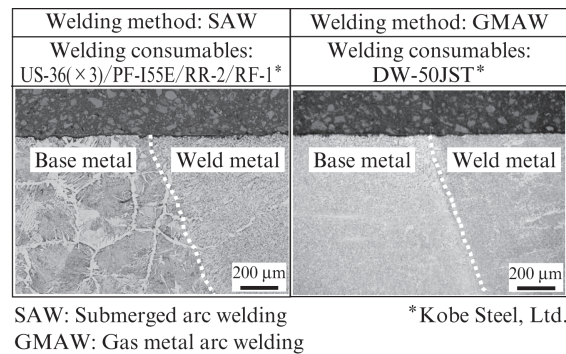 Welding method: SAW
Welding method: GMAW
Welding consumables:
US-36(×3)/PF-I55E/RR-2/RF-1*
Welding consumables:
DW-50JST*
Base metal
Weld metal
200 μm
Base metal
Weld metal
200 μm
SAW: Submerged arc welding
*Kobe Steel, Ltd.
GMAW: Gas metal arc welding